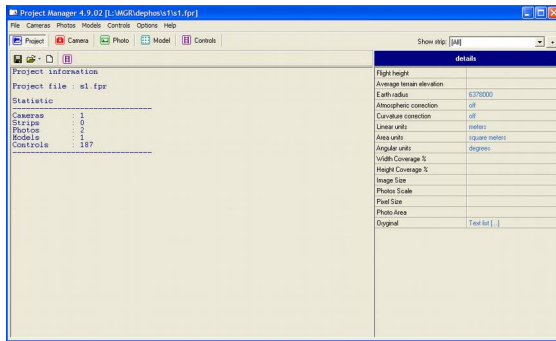 Project Manager 4.9.02 [L:\MGR\dephos\s1\s1.fpr]
File Cameras Photos Models Controls Options Help
Project Camera Photo Model Controls Show strip: [All]
Project information
Project file : s1.fpr
Statistic
Cameras : 1
Strips : 0
Photos : 2
Models : 1
Controls : 187
details
Flight height
Average terrain elevation
Earth radius 6378000
Atmospheric correction off
Curvature correction off
Linear units meters
Area units square meters
Angular units degrees
Width Coverage %
Height Coverage %
Image Size
Photos Scale
Pixel Size
Photo Area
Oryginal Text list [...]